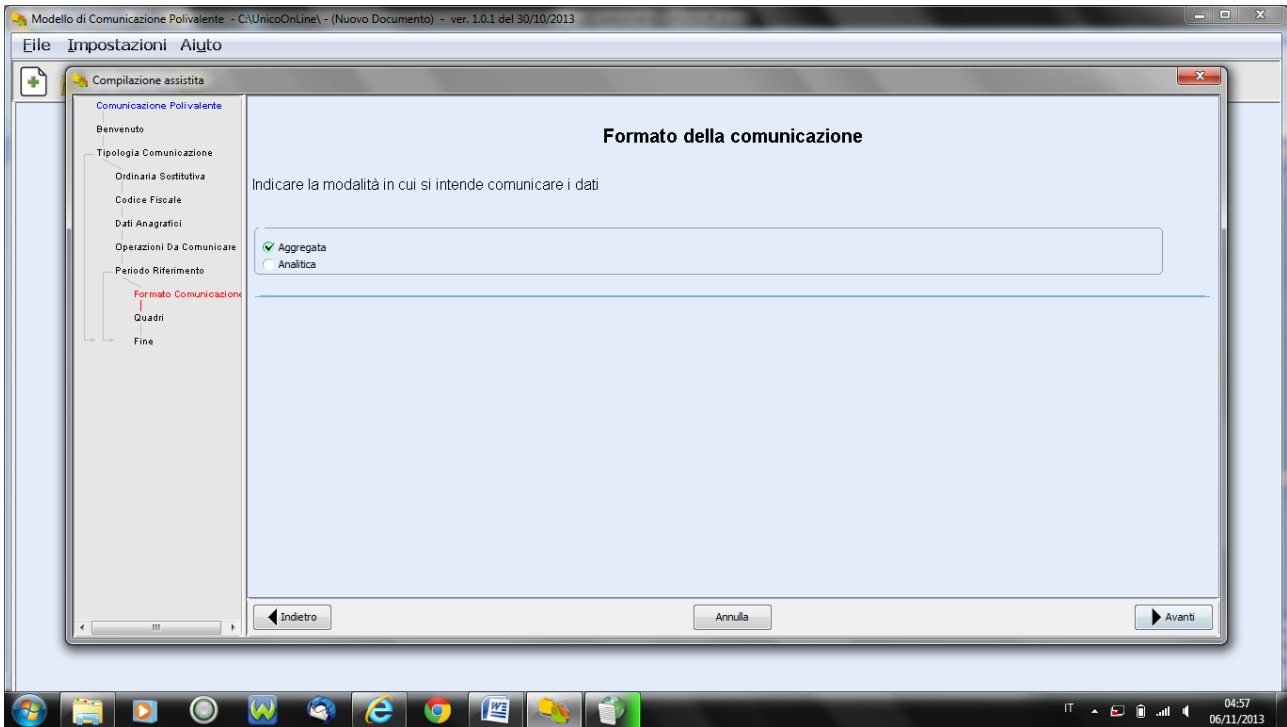 Modello di Comunicazione Polivalente - C:\UnicoOnLine\ - (Nuovo Documento) - ver. 1.0.1 del 30/10/2013
File Impostazioni Aiuto
Compilazione assistita
Comunicazione Polivalente
Benvenuto
Tipologia Comunicazione
Ordinaria Sostitutiva
Codice Fiscale
Dati Anagrafici
Operazioni Da Comunicare
Periodo Riferimento
Formato Comunicazione
Quadri
Fine
Formato della comunicazione
Indicare la modalità in cui si intende comunicare i dati
Aggregata
Analitica
Indietro
Annulla
Avanti
IT
04:57
06/11/2013